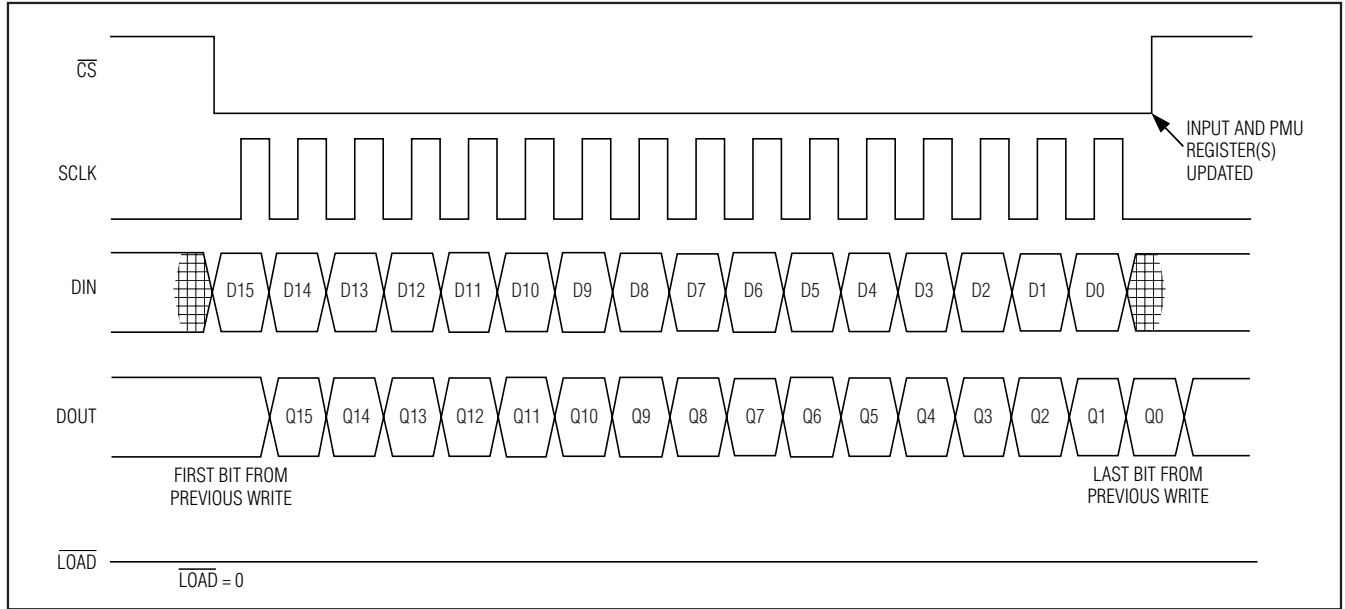 CS
INPUT AND PMU
REGISTER(S)
UPDATED
SCLK
DIN D15 D14 D13 D12 D11 D10 D9 D8 D7 D6 D5 D4 D3 D2 D1 D0
DOUT Q15 Q14 Q13 Q12 Q11 Q10 Q9 Q8 Q7 Q6 Q5 Q4 Q3 Q2 Q1 Q0
FIRST BIT FROM
PREVIOUS WRITE
LAST BIT FROM
PREVIOUS WRITE
LOAD
LOAD = 0